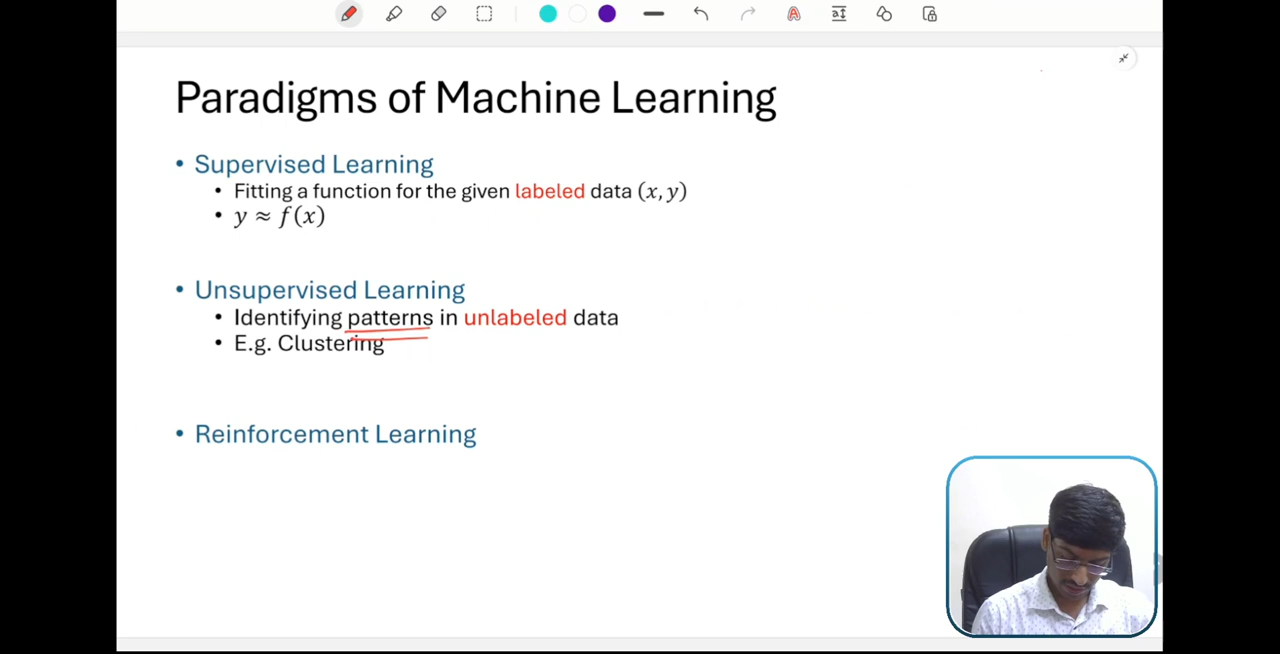 Paradigms of Machine Learning
• Supervised Learning
• Fitting a function for the given labeled data (x, y)
• y ≈ f(x)
• Unsupervised Learning
• Identifying patterns in unlabeled data
• E.g. Clustering
• Reinforcement Learning